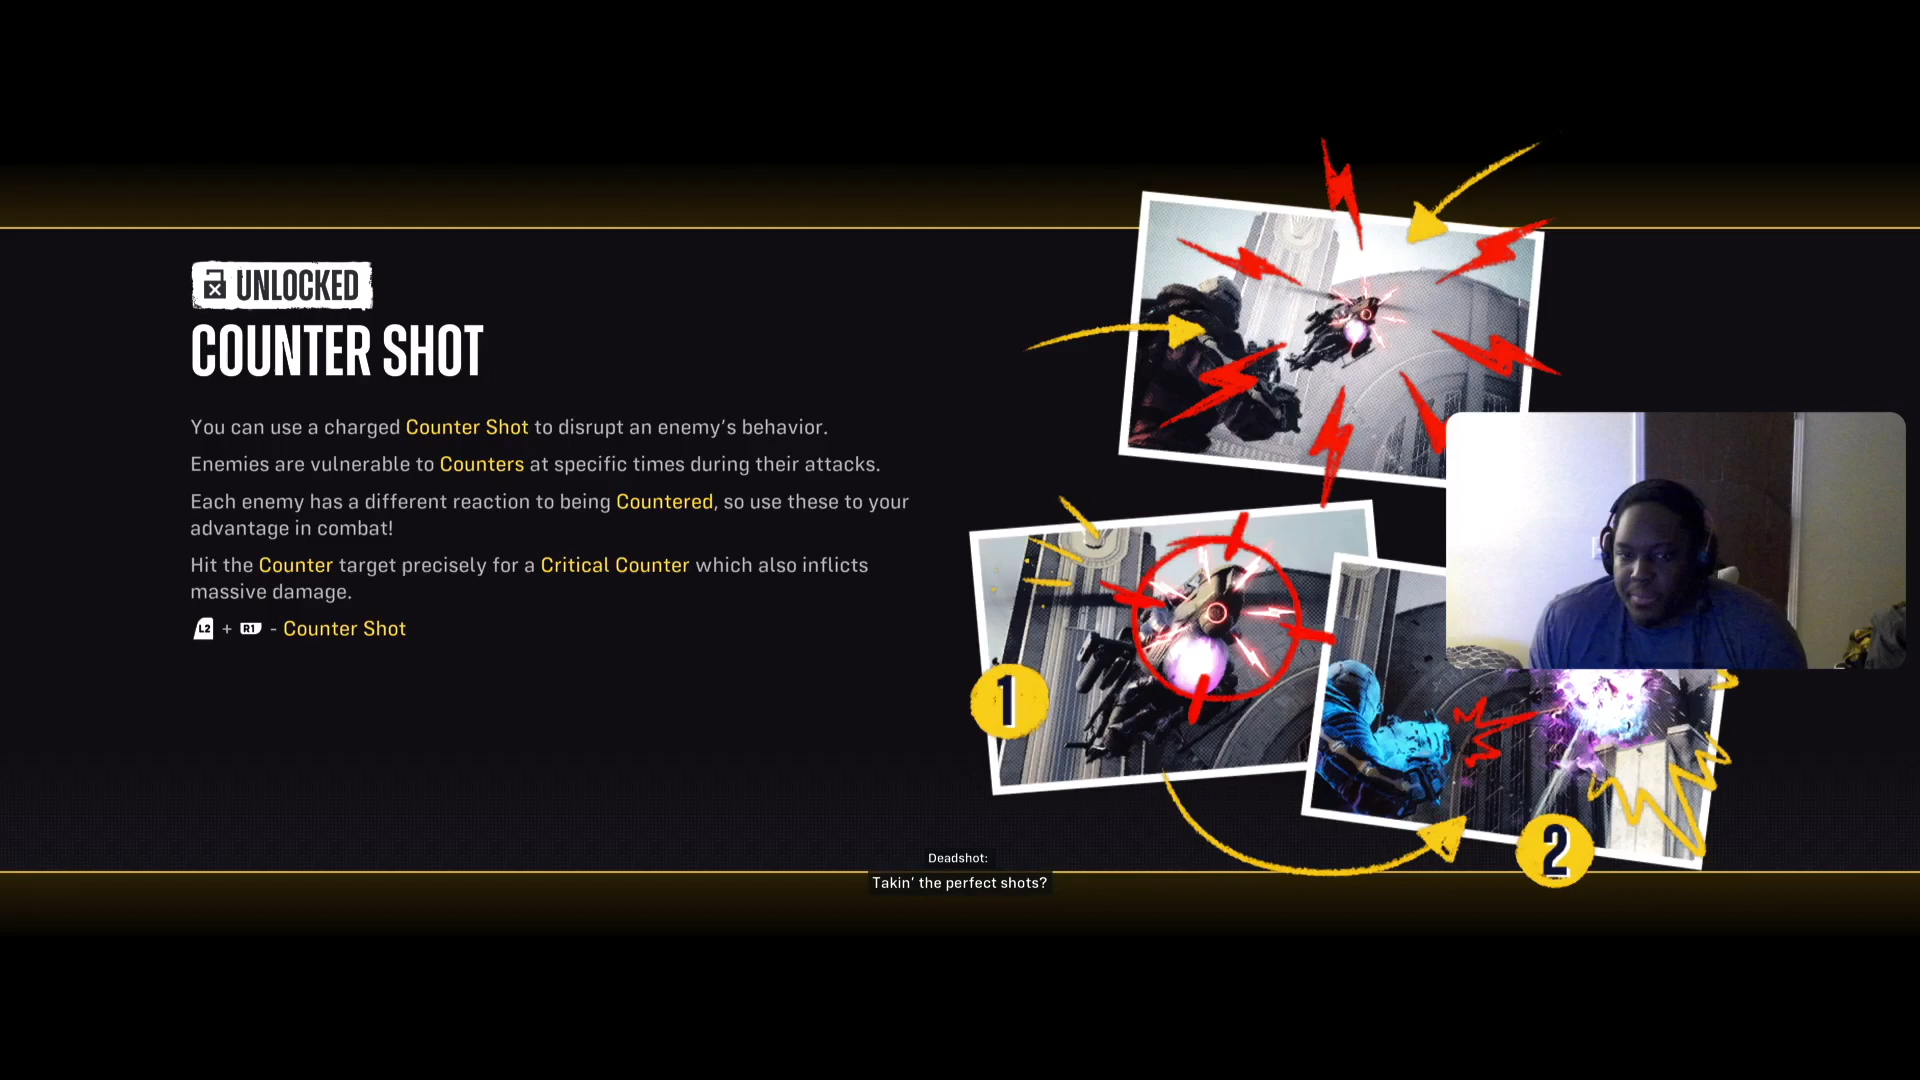 UNLOCKED
COUNTER SHOT
You can use a charged Counter Shot to disrupt an enemy's behavior.
Enemies are vulnerable to Counters at specific times during their attacks.
Each enemy has a different reaction to being Countered, so use these to your
advantage in combat!
Hit the Counter target precisely for a Critical Counter which also inflicts
massive damage.
L2 + R1 - Counter Shot
1
2
Deadshot:
Takin' the perfect shots?